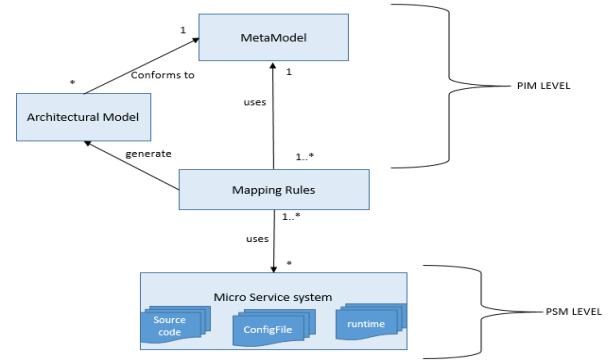 1
MetaModel
*
Conforms to
1
PIM LEVEL
uses
Architectural Model
generate
1..*
Mapping Rules
1..*
uses
*
Micro Service system
PSM LEVEL
Source
code
ConfigFile
runtime